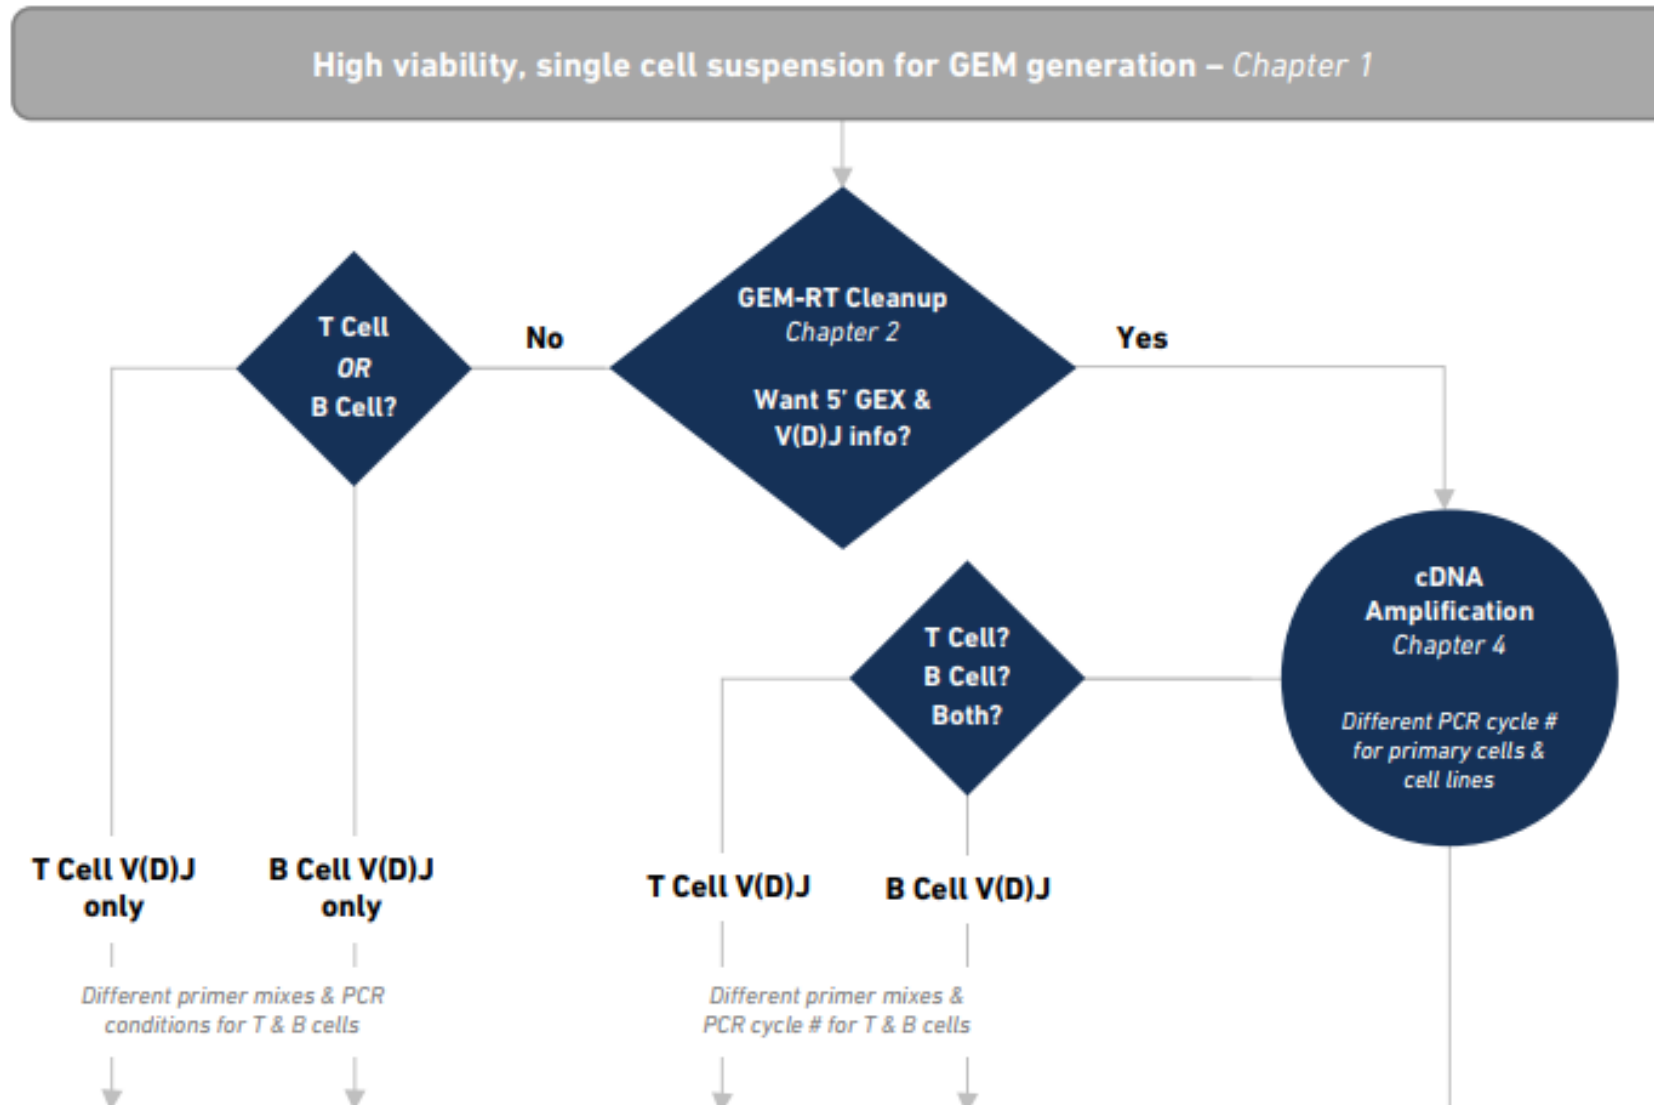 High viability, single cell suspension for GEM generation – Chapter 1
GEM-RT Cleanup
Chapter 2
Want 5’ GEX &
V(D)J info?
No
Yes
T Cell
OR
B Cell?
cDNA
Amplification
Chapter 4
Different PCR cycle #
for primary cells &
cell lines
T Cell?
B Cell?
Both?
T Cell V(D)J
only
B Cell V(D)J
only
T Cell V(D)J
B Cell V(D)J
Different primer mixes & PCR
conditions for T & B cells
Different primer mixes &
PCR cycle # for T & B cells